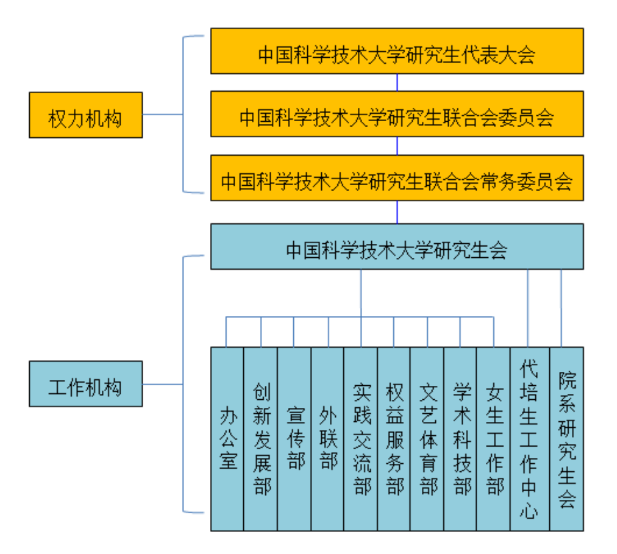 中国科学技术大学研究生代表大会
权力机构
中国科学技术大学研究生联合会委员会
中国科学技术大学研究生联合会常务委员会
中国科学技术大学研究生会
工作机构
办公室
创新发展部
宣传部
外联部
实践交流部
权益服务部
文艺体育部
学术科技部
女生工作部
代培生工作中心
院系研究生会